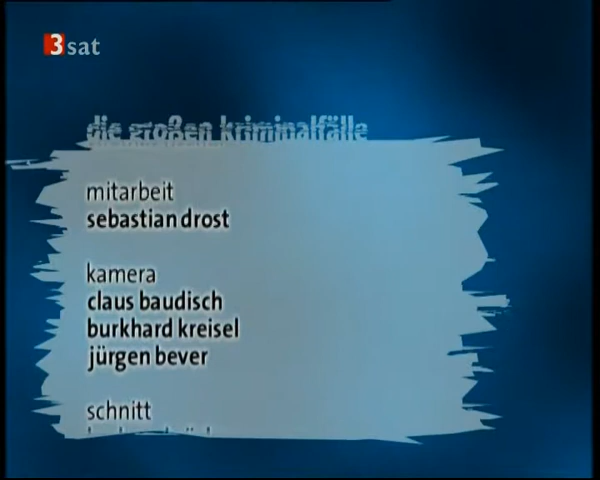 3sat
die großen kriminalfälle
mitarbeit
sebastian drost
kamera
claus baudisch
burkhard kreisel
jürgen bever
schnitt